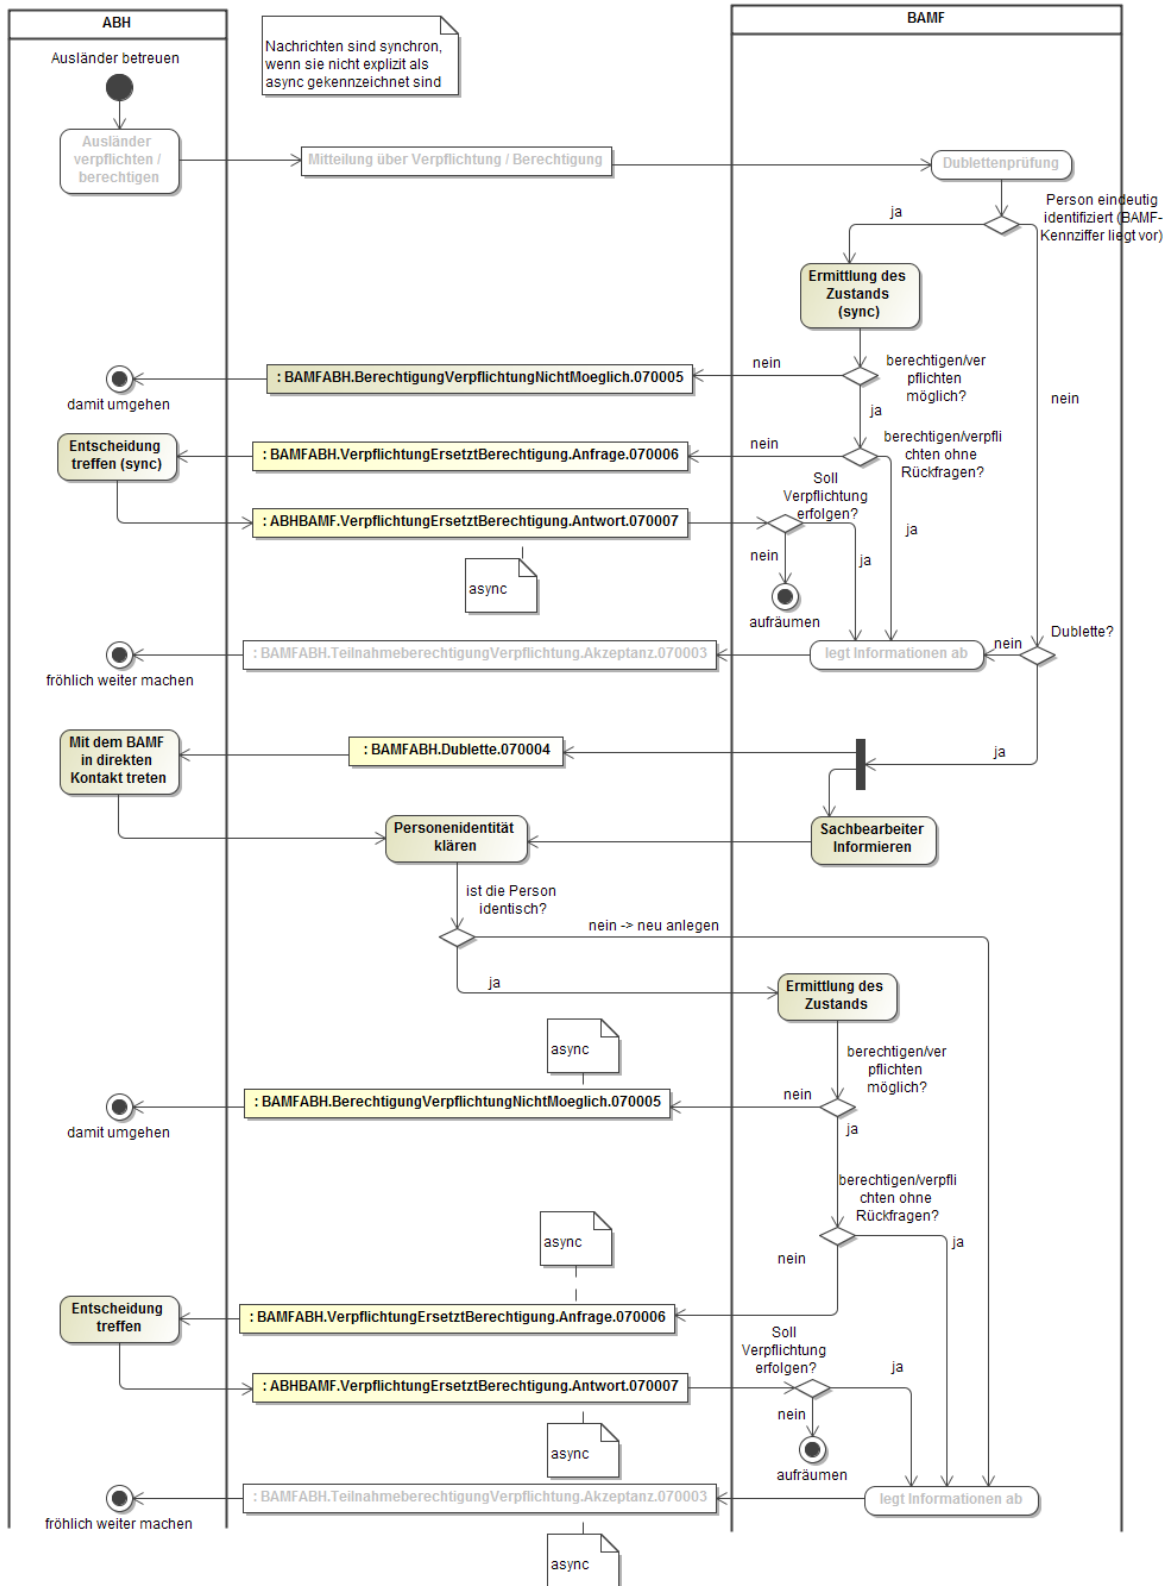 ABH
BAMF
Ausländer betreuen
Nachrichten sind synchron,
wenn sie nicht explizit als
async gekennzeichnet sind
Ausländer
verpflichten /
berechtigen
Mitteilung über Verpflichtung / Berechtigung
Dublettenprüfung
Person eindeutig
identifiziert (BAMF-
Kennziffer liegt vor)
ja
nein
Ermittlung des
Zustands
(sync)
berechtigen/ver
pflichten
möglich?
nein
ja
: BAMFABH.BerechtigungVerpflichtungNichtMoeglich.070005
damit umgehen
Entscheidung
treffen (sync)
: BAMFABH.VerpflichtungErsetztBerechtigung.Anfrage.070006
nein
berechtigen/verpfli
chten ohne
Rückfragen?
ja
Soll
Verpflichtung
erfolgen?
: ABHBAMF.VerpflichtungErsetztBerechtigung.Antwort.070007
async
nein
ja
aufräumen
: BAMFABH.TeilnahmeberechtigungVerpflichtung.Akzeptanz.070003
legt Informationen ab
nein
Dublette?
fröhlich weiter machen
Mit dem BAMF
in direkten
Kontakt treten
: BAMFABH.Dublette.070004
ja
Personenidentität
klären
Sachbearbeiter
Informieren
ist die Person
identisch?
nein -> neu anlegen
ja
Ermittlung des
Zustands
async
berechtigen/ver
pflichten
möglich?
nein
ja
: BAMFABH.BerechtigungVerpflichtungNichtMoeglich.070005
damit umgehen
berechtigen/verpfli
chten ohne
Rückfragen?
async
nein
ja
Entscheidung
treffen
: BAMFABH.VerpflichtungErsetztBerechtigung.Anfrage.070006
Soll
Verpflichtung
erfolgen?
ja
: ABHBAMF.VerpflichtungErsetztBerechtigung.Antwort.070007
nein
async
aufräumen
: BAMFABH.TeilnahmeberechtigungVerpflichtung.Akzeptanz.070003
legt Informationen ab
fröhlich weiter machen
async